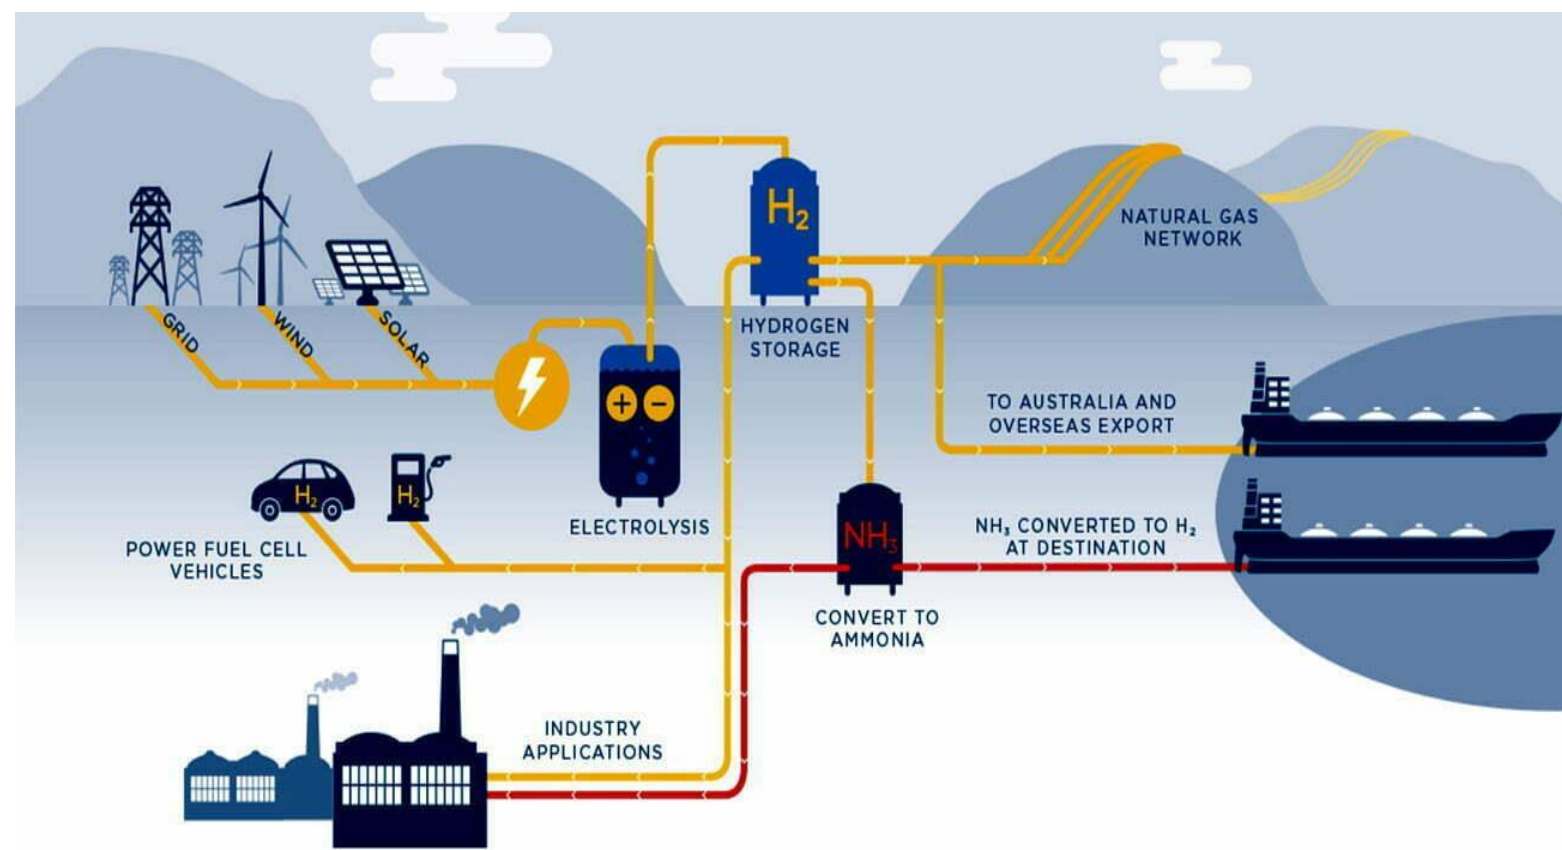 H₂
NATURAL GAS
NETWORK
GRID
WIND
SOLAR
HYDROGEN
STORAGE
+ −
TO AUSTRALIA AND
OVERSEAS EXPORT
H₂
H₂
ELECTROLYSIS
NH₃
NH₃ CONVERTED TO H₂
AT DESTINATION
POWER FUEL CELL
VEHICLES
CONVERT TO
AMMONIA
INDUSTRY
APPLICATIONS